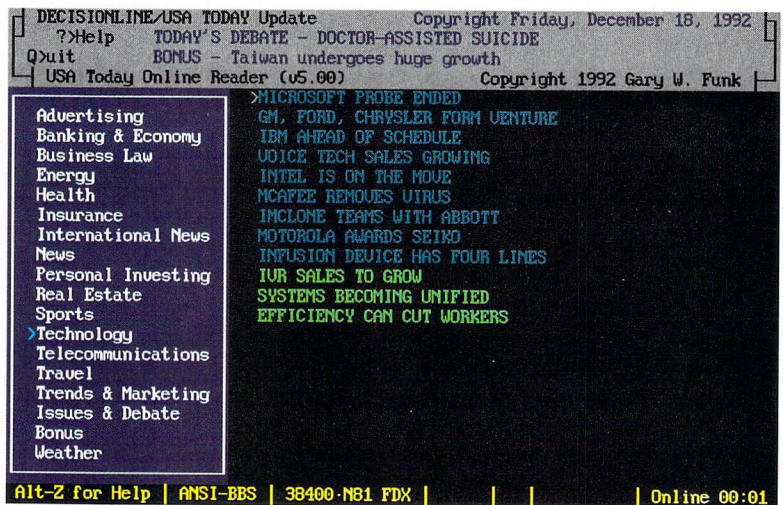 DECISIONLINE/USA TODAY Update Copyright Friday, December 18, 1992
?>Help TODAY'S DEBATE - DOCTOR-ASSISTED SUICIDE
Q>uit BONUS - Taiwan undergoes huge growth
USA Today Online Reader (v5.00) Copyright 1992 Gary W. Funk
Advertising
Banking & Economy
Business Law
Energy
Health
Insurance
International News
News
Personal Investing
Real Estate
Sports
>Technology
Telecommunications
Travel
Trends & Marketing
Issues & Debate
Bonus
Weather
>MICROSOFT PROBE ENDED
GM, FORD, CHRYSLER FORM VENTURE
IBM AHEAD OF SCHEDULE
VOICE TECH SALES GROWING
INTEL IS ON THE MOVE
MCAFEE REMOVES VIRUS
IMCLONE TEAMS WITH ABBOTT
MOTOROLA AWARDS SEIKO
INFUSION DEVICE HAS FOUR LINES
IVR SALES TO GROW
SYSTEMS BECOMING UNIFIED
EFFICIENCY CAN CUT WORKERS
Alt-Z for Help | ANSI-BBS | 38400·N81 FDX | | | | Online 00:01